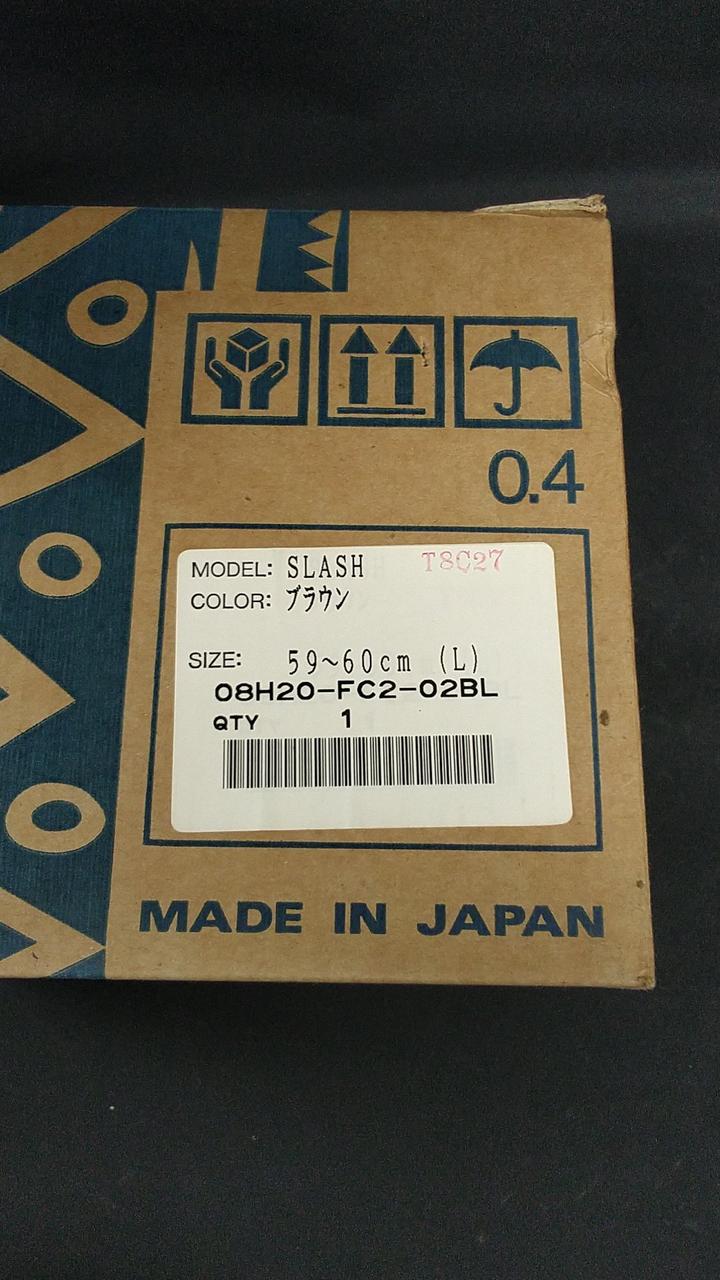 0.4
MODEL: SLASH T8C27
COLOR: ブラウン
SIZE: 59~60cm (L)
08H20-FC2-02BL
QTY 1
MADE IN JAPAN